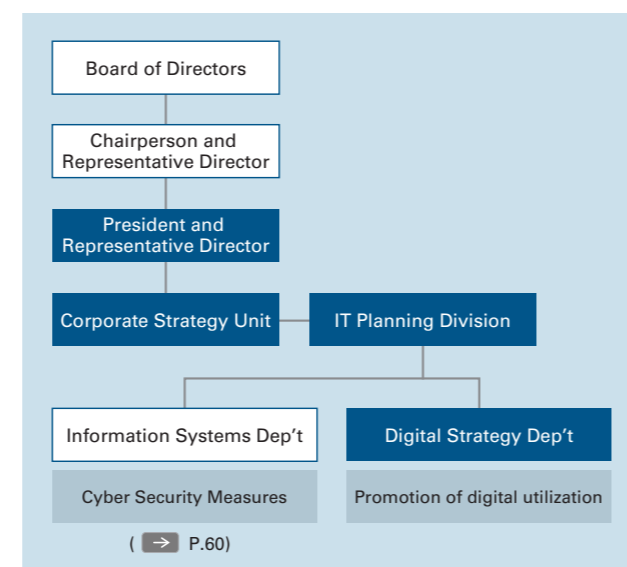 Board of Directors
Chairperson and
Representative Director
President and
Representative Director
Corporate Strategy Unit
IT Planning Division
Information Systems Dep’t
Digital Strategy Dep’t
Cyber Security Measures
Promotion of digital utilization
( → P.60)